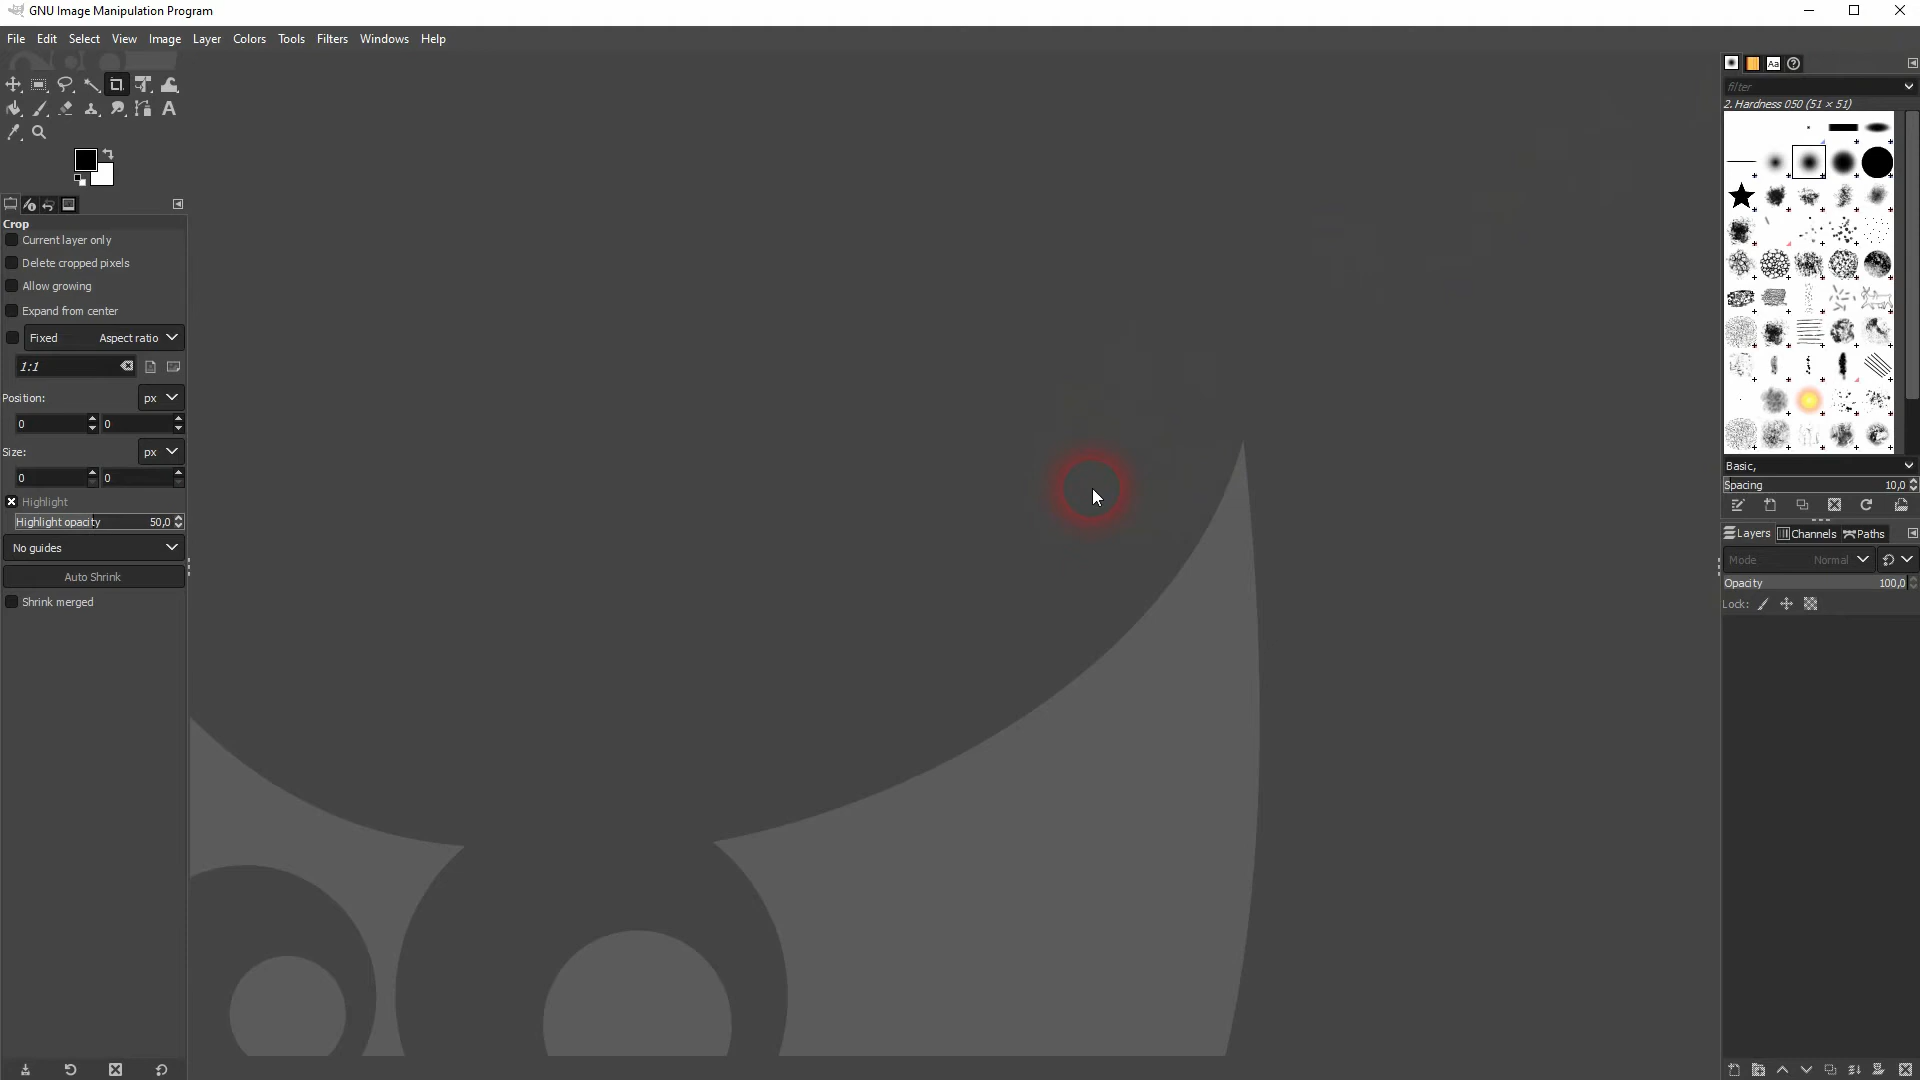 GNU Image Manipulation Program
File Edit Select View Image Layer Colors Tools Filters Windows Help
Crop
Current layer only
Delete cropped pixels
Allow growing
Expand from center
Fixed Aspect ratio
1:1
Position: px
0 0
Size: px
0 0
Highlight
Highlight opacity 50,0
No guides
Auto Shrink
Shrink merged
Aa
filter
2. Hardness 050 (51 × 51)
Basic,
Spacing 10,0
Layers Channels Paths
Mode Normal
Opacity 100,0
Lock: